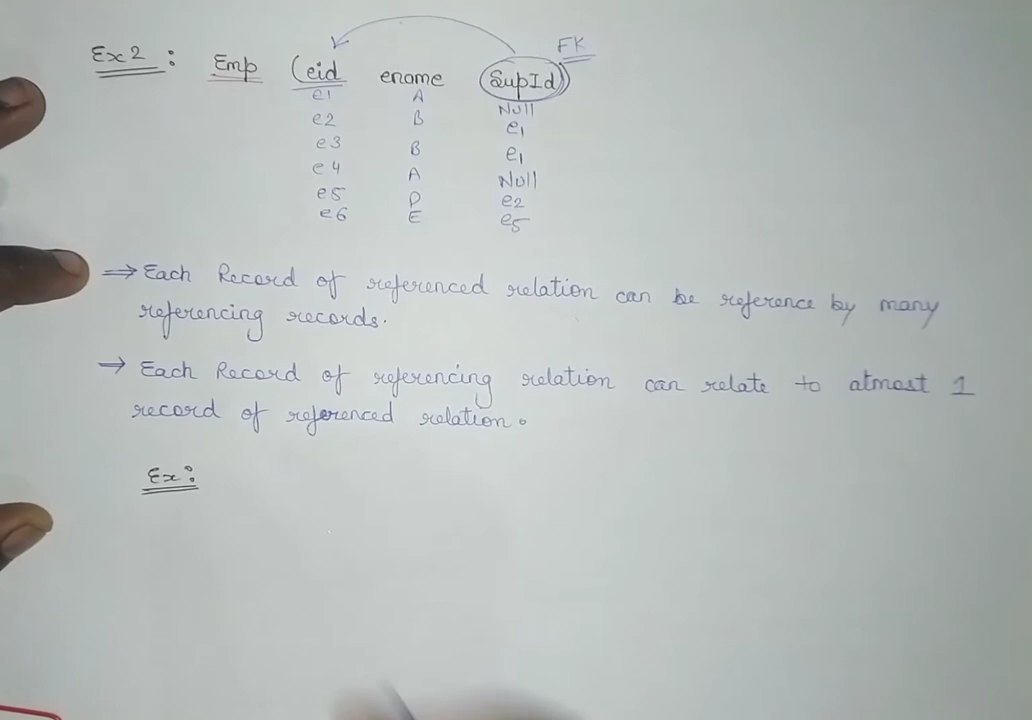 Ex2 : Emp (eid ename SupId) FK
e1 A Null
e2 B e1
e3 B e1
e4 A Null
e5 D e2
e6 E e5
⇒ Each Record of referenced relation can be reference by many
referencing records.
⇒ Each Record of referencing relation can relate to atmost 1
record of referenced relation.
Ex: